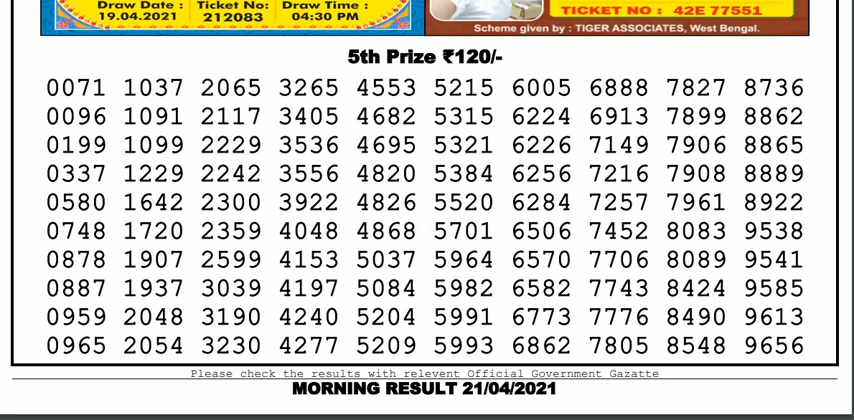 Draw Date : Ticket No: Draw Time :
19.04.2021 212083 04:30 PM
TICKET NO : 42E 77551
Scheme given by : TIGER ASSOCIATES, West Bengal.
5th Prize ₹120/-
0071 1037 2065 3265 4553 5215 6005 6888 7827 8736
0096 1091 2117 3405 4682 5315 6224 6913 7899 8862
0199 1099 2229 3536 4695 5321 6226 7149 7906 8865
0337 1229 2242 3556 4820 5384 6256 7216 7908 8889
0580 1642 2300 3922 4826 5520 6284 7257 7961 8922
0748 1720 2359 4048 4868 5701 6506 7452 8083 9538
0878 1907 2599 4153 5037 5964 6570 7706 8089 9541
0887 1937 3039 4197 5084 5982 6582 7743 8424 9585
0959 2048 3190 4240 5204 5991 6773 7776 8490 9613
0965 2054 3230 4277 5209 5993 6862 7805 8548 9656
Please check the results with relevent Official Government Gazatte
MORNING RESULT 21/04/2021